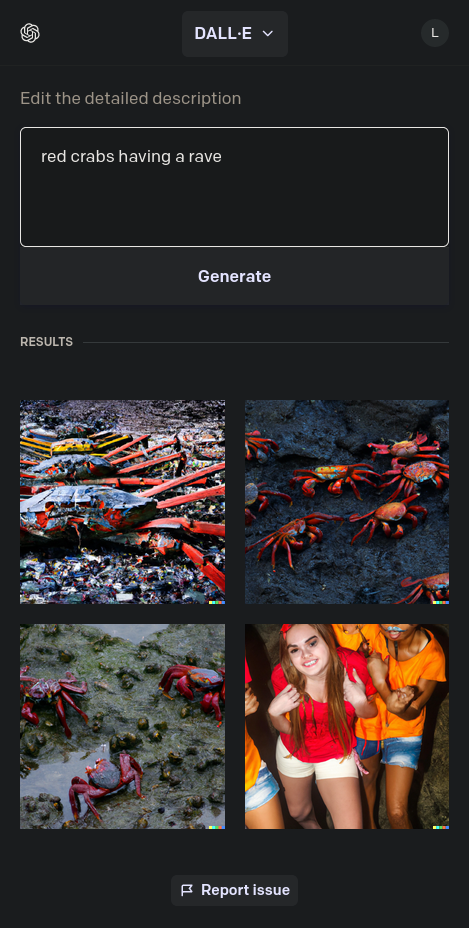 DALL·E
L
Edit the detailed description
red crabs having a rave
Generate
RESULTS
Report issue